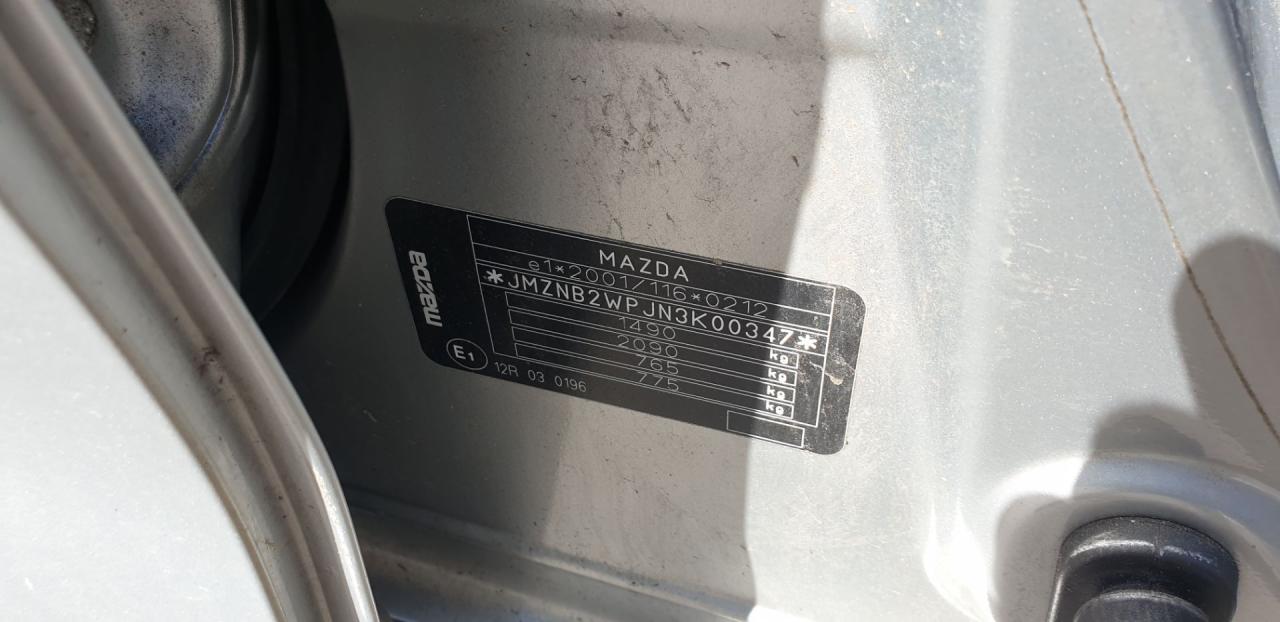 mazda
MAZDA
e1*2001/116*0212
*JMZNB2WPJN3K00347*
1490 kg
2090 kg
765 kg
775 kg
E1 12R 03 0196